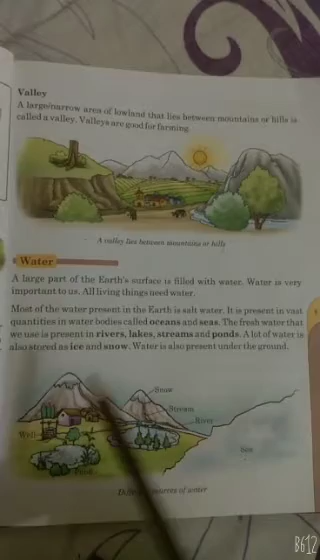 Valley
A large/narrow area of lowland that lies between mountains or hills is
called a valley. Valleys are good for farming.
A valley lies between mountains or hills
Water
A large part of the Earth's surface is filled with water. Water is very
important to us. All living things need water.
Most of the water present in the Earth is salt water. It is present in vast
quantities in water bodies called oceans and seas. The fresh water that
we use is present in rivers, lakes, streams and ponds. A lot of water is
also stored as ice and snow. Water is also present under the ground.
Snow
Stream
River
Well
Sea
Pond
sources of water
B612